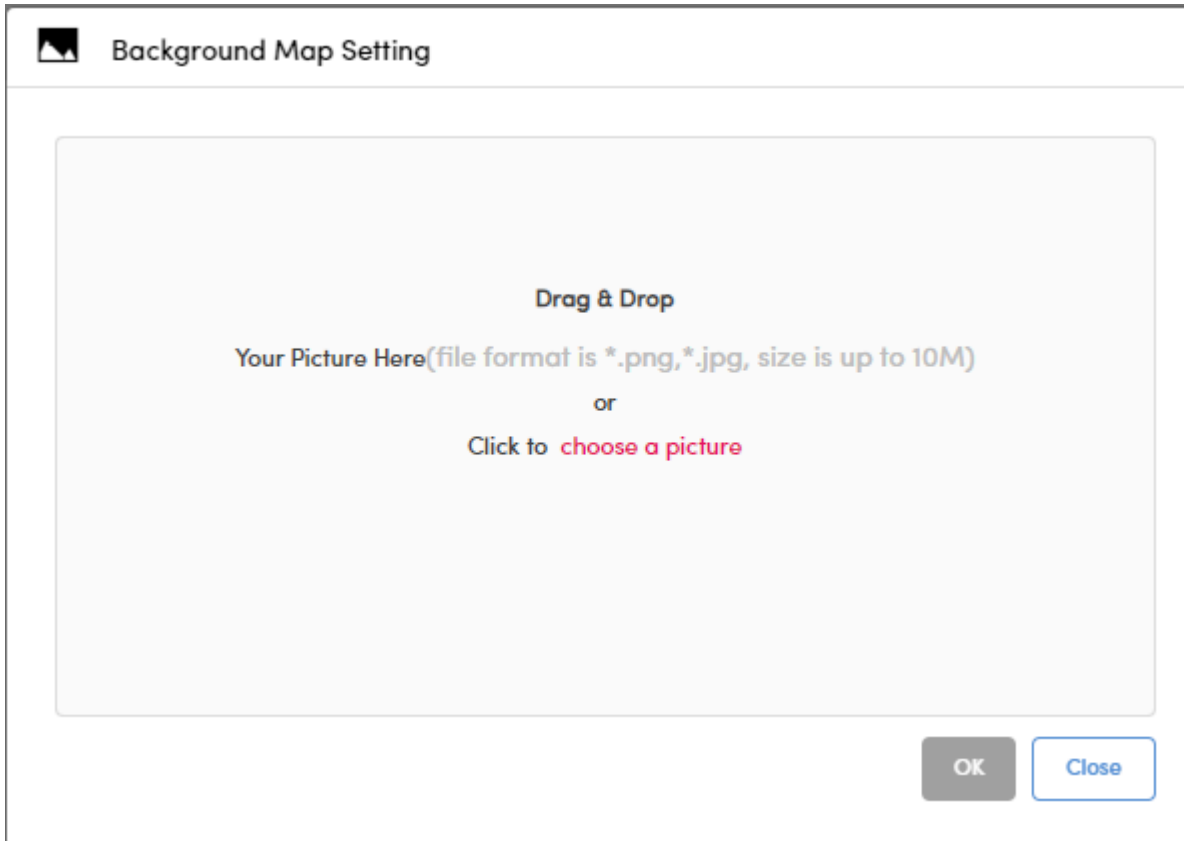 Background Map Setting
Drag & Drop
Your Picture Here(file format is *.png,*.jpg, size is up to 10M)
or
Click to choose a picture
OK
Close